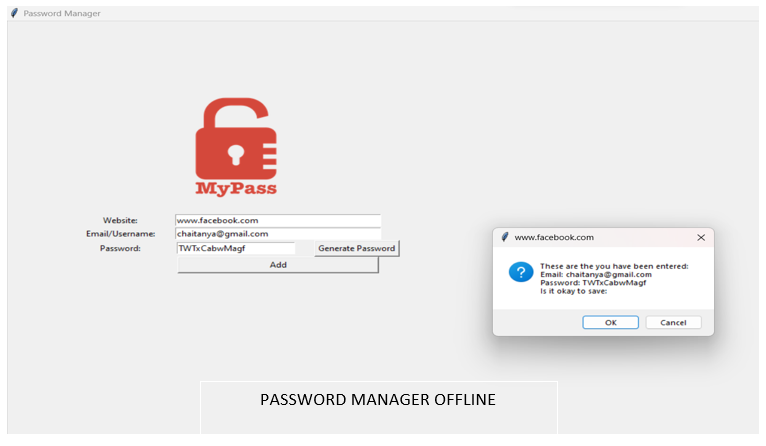 Password Manager
MyPass
Website:
www.facebook.com
Email/Username:
chaitanya@gmail.com
Password:
TWTxCabwMagf
Generate Password
Add
www.facebook.com
These are the you have been entered:
Email: chaitanya@gmail.com
Password: TWTxCabwMagf
Is it okay to save:
OK
Cancel
PASSWORD MANAGER OFFLINE